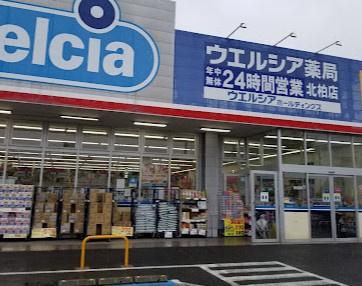 elcia
ウエルシア薬局
年中無休
24時間営業 北柏店
ウエルシアホールディングス